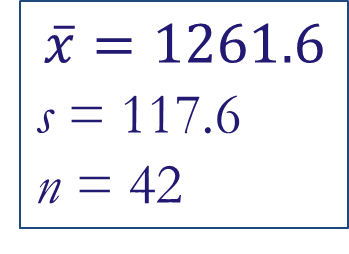 x̄ = 1261.6
s = 117.6
n = 42